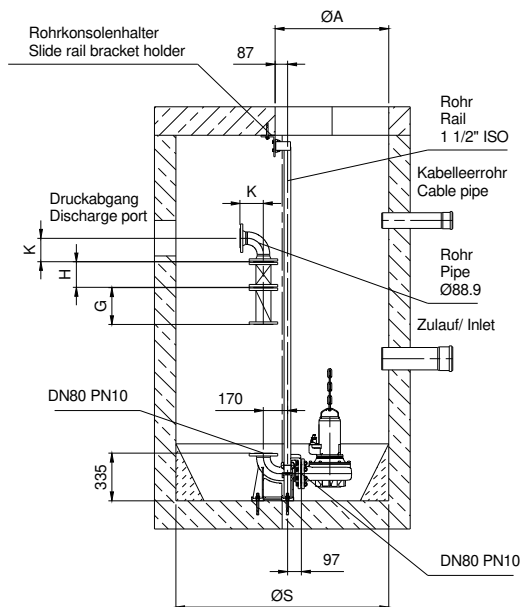 ØA
Rohrkonsolenhalter
Slide rail bracket holder
87
Rohr
Rail
1 1/2" ISO
Kabelleerrohr
Cable pipe
Druckabgang
Discharge port
K
K
H
G
Rohr
Pipe
Ø88.9
Zulauf/ Inlet
DN80 PN10
170
335
DN80 PN10
97
ØS